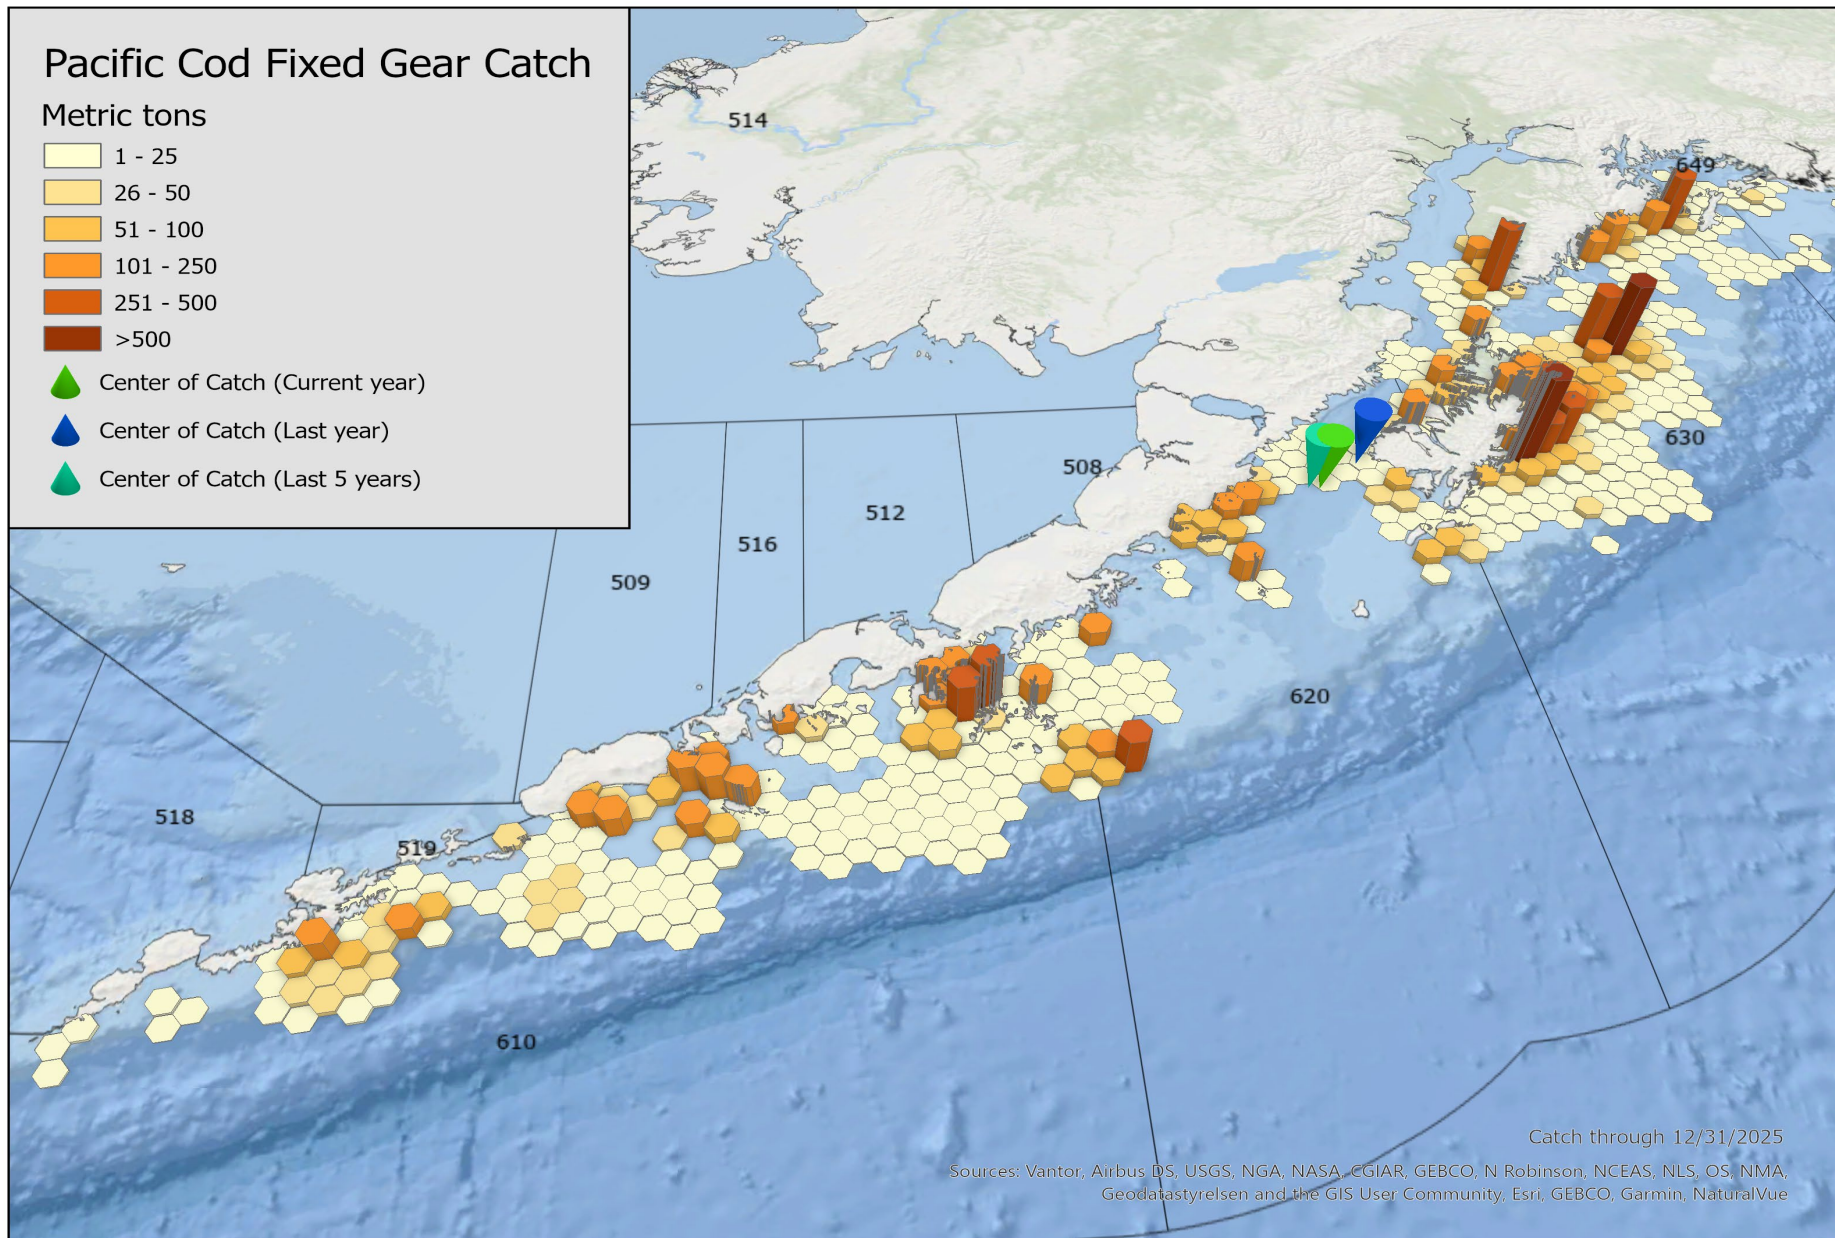 Pacific Cod Fixed Gear Catch
Metric tons
1 - 25
26 - 50
51 - 100
101 - 250
251 - 500
>500
Center of Catch (Current year)
Center of Catch (Last year)
Center of Catch (Last 5 years)
514
649
630
508
512
516
509
620
518
519
610
Catch through 12/31/2025
Sources: Vantor, Airbus DS, USGS, NGA, NASA, CGIAR, GEBCO, N Robinson, NCEAS, NLS, OS, NMA,
Geodatastyrelsen and the GIS User Community, Esri, GEBCO, Garmin, NaturalVue